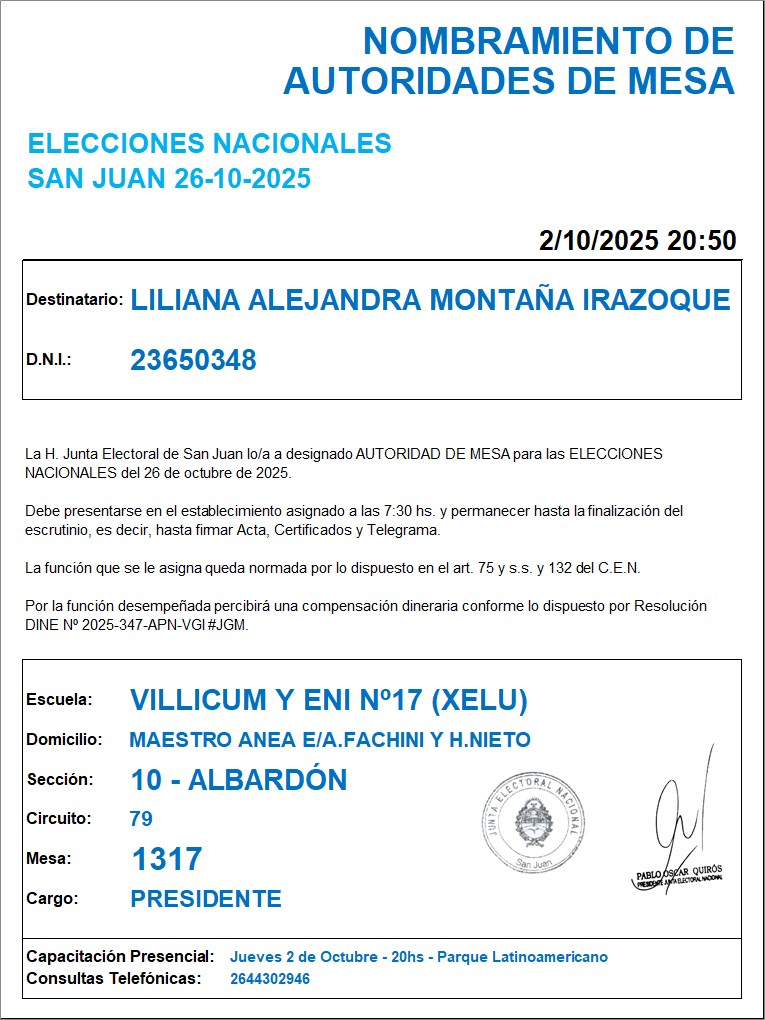 NOMBRAMIENTO DE
AUTORIDADES DE MESA
ELECCIONES NACIONALES
SAN JUAN 26-10-2025
2/10/2025 20:50
Destinatario: LILIANA ALEJANDRA MONTAÑA IRAZOQUE
D.N.I.: 23650348
La H. Junta Electoral de San Juan lo/a a designado AUTORIDAD DE MESA para las ELECCIONES
NACIONALES del 26 de octubre de 2025.
Debe presentarse en el establecimiento asignado a las 7:30 hs. y permanecer hasta la finalización del
escrutinio, es decir, hasta firmar Acta, Certificados y Telegrama.
La función que se le asigna queda normada por lo dispuesto en el art. 75 y s.s. y 132 del C.E.N.
Por la función desempeñada percibirá una compensación dineraria conforme lo dispuesto por Resolución
DINE Nº 2025-347-APN-VGI #JGM.
Escuela: VILLICUM Y ENI Nº17 (XELU)
Domicilio: MAESTRO ANEA E/A.FACHINI Y H.NIETO
Sección: 10 - ALBARDÓN
Circuito: 79
Mesa: 1317
Cargo: PRESIDENTE
JUNTA ELECTORAL NACIONAL
San Juan
PABLO OSCAR QUIRÓS
PRESIDENTE JUNTA ELECTORAL NACIONAL
Capacitación Presencial: Jueves 2 de Octubre - 20hs - Parque Latinoamericano
Consultas Telefónicas: 2644302946